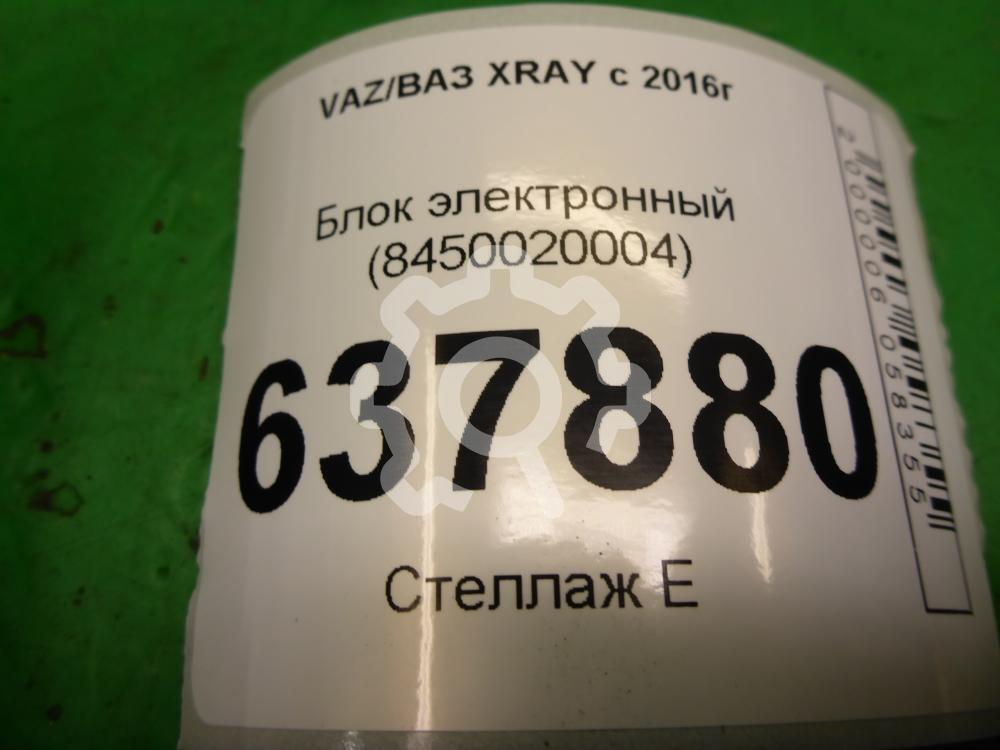 VAZ/ВАЗ XRAY с 2016г
Блок электронный
(8450020004)
637880
Стеллаж Е
2000006058355